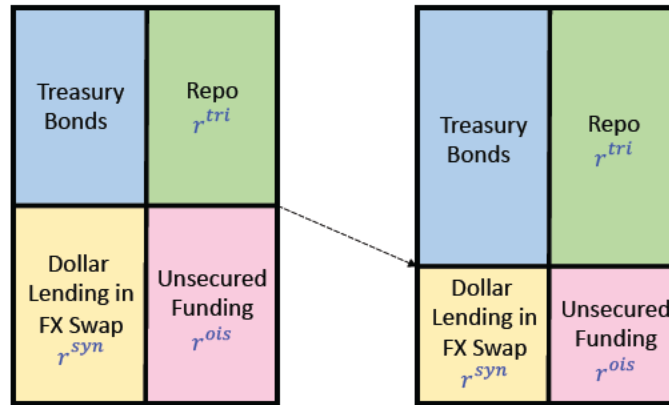 Treasury
Bonds
Repo
r^{tri}
Dollar
Lending in
FX Swap
r^{syn}
Unsecured
Funding
r^{ois}
Treasury
Bonds
Repo
r^{tri}
Dollar
Lending in
FX Swap
r^{syn}
Unsecured
Funding
r^{ois}